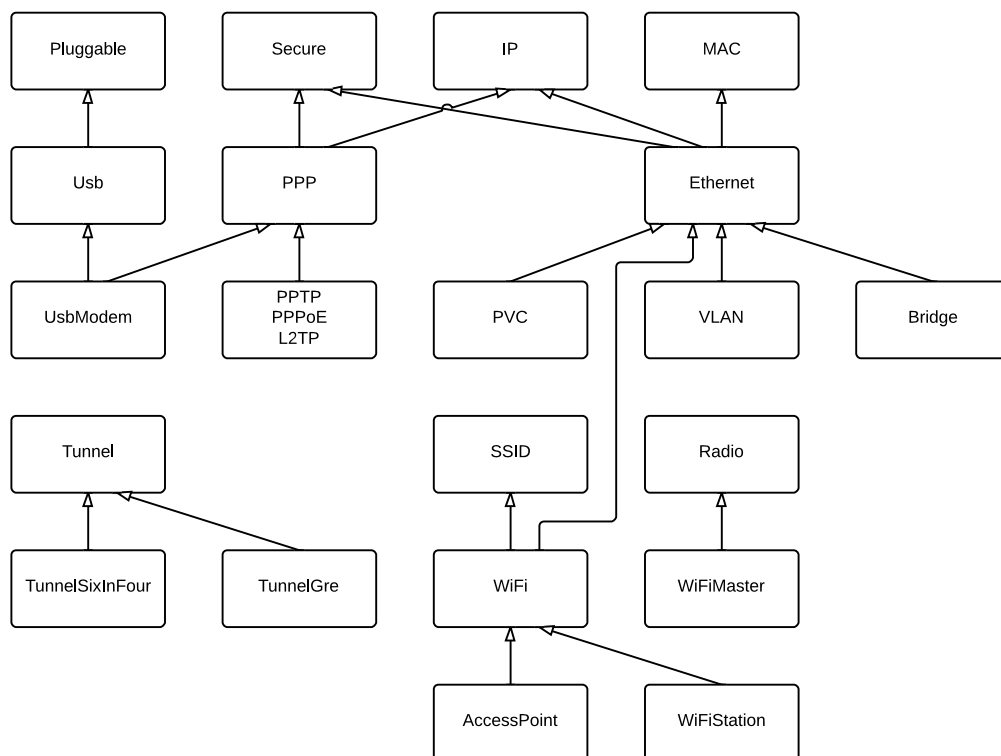 Pluggable
Secure
IP
MAC
Usb
PPP
Ethernet
UsbModem
PPTP
PPPoE
L2TP
PVC
VLAN
Bridge
Tunnel
SSID
Radio
TunnelSixInFour
TunnelGre
WiFi
WiFiMaster
AccessPoint
WiFiStation